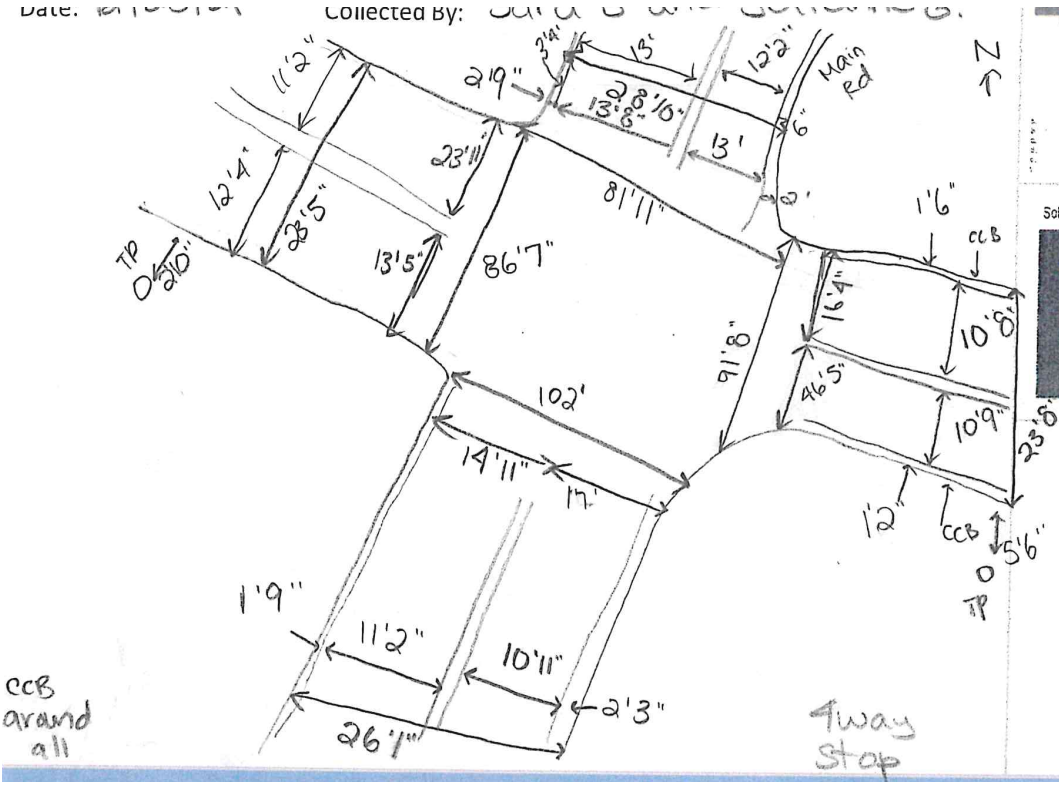 Date:
Collected By:
N
Main
Rd
11'2"
2'9"
3'4"
13'
12'2"
28'10"
13'8"
6"
13'
2'
23'11"
12'4"
23'5"
81'11"
1'6"
CCB
TP
O
2'10"
13'5"
86'7"
16'4"
10'8"
91'8"
46'5"
102'
10'9"
23'8"
14'11"
17'
1'2"
CCB
5'6"
O
TP
1'9"
11'2"
10'11"
2'3"
26'1"
CCB
around
all
4way
stop